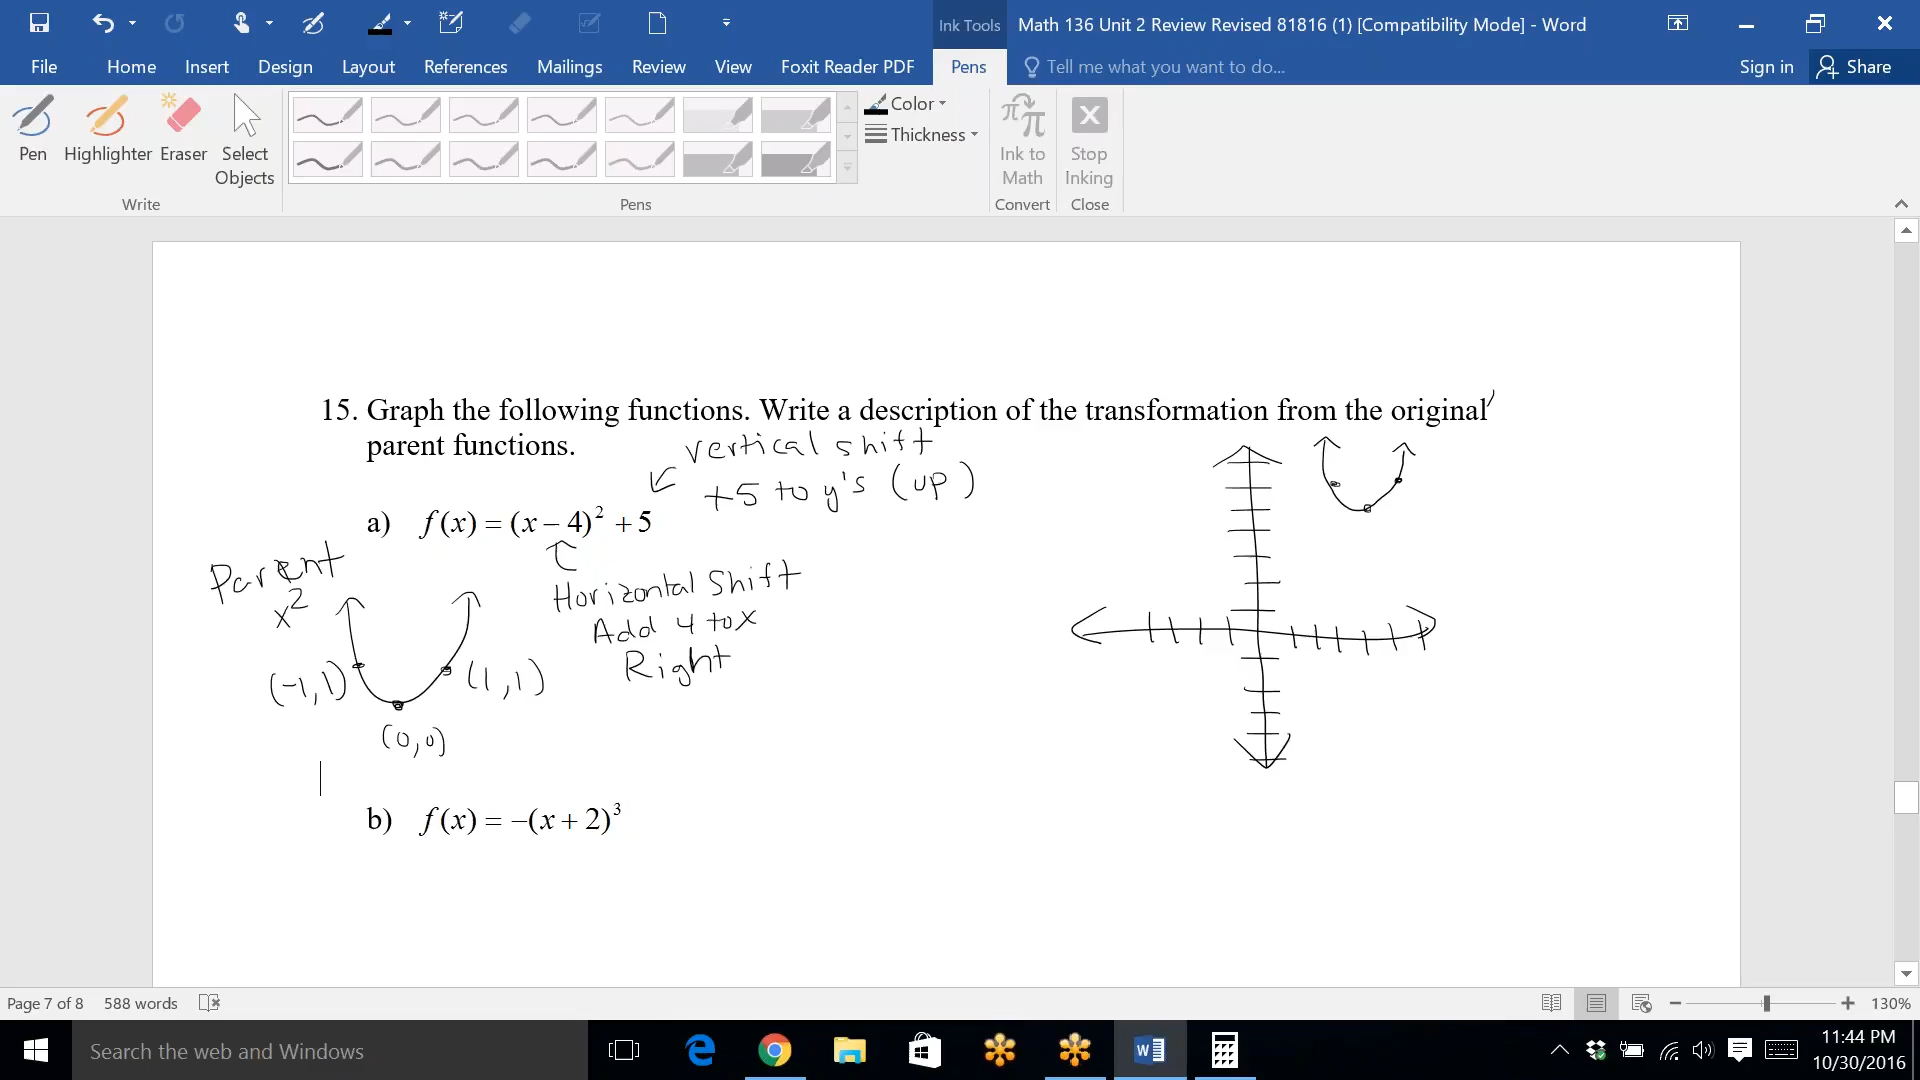 Ink Tools
Math 136 Unit 2 Review Revised 81816 (1) [Compatibility Mode] - Word
File Home Insert Design Layout References Mailings Review View Foxit Reader PDF Pens Tell me what you want to do... Sign in Share
Color
Thickness
Pen Highlighter Eraser Select Objects
Ink to Math
Stop Inking
Write Pens Convert Close
15. Graph the following functions. Write a description of the transformation from the original
parent functions.
vertical shift
+5 to y's (up)
a) f(x) = (x − 4)² + 5
Parent
x²
Horizontal Shift
Add 4 to x
Right
(-1,1) (1,1)
(0,0)
b) f(x) = −(x + 2)³
Page 7 of 8 588 words 130%
Search the web and Windows
11:44 PM
10/30/2016